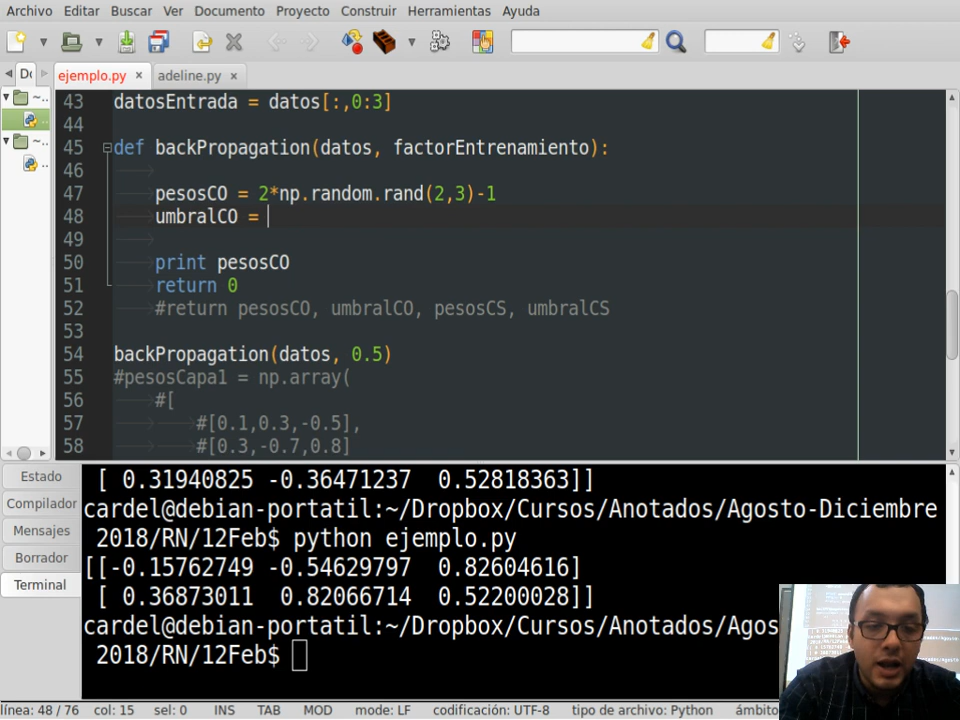 Archivo Editar Buscar Ver Documento Proyecto Construir Herramientas Ayuda
ejemplo.py × adeline.py ×
43 datosEntrada = datos[:,0:3]
44
45 def backPropagation(datos, factorEntrenamiento):
46
47 pesosCO = 2*np.random.rand(2,3)-1
48 umbralCO =
49
50 print pesosCO
51 return 0
52 #return pesosCO, umbralCO, pesosCS, umbralCS
53
54 backPropagation(datos, 0.5)
55 #pesosCapa1 = np.array(
56 #[
57 #[0.1,0.3,-0.5],
58 #[0.3,-0.7,0.8]
Estado
Compilador
Mensajes
Borrador
Terminal
[ 0.31940825 -0.36471237 0.52818363]]
cardel@debian-portatil:~/Dropbox/Cursos/Anotados/Agosto-Diciembre
2018/RN/12Feb$ python ejemplo.py
[[-0.15762749 -0.54629797 0.82604616]
[ 0.36873011 0.82066714 0.52200028]]
cardel@debian-portatil:~/Dropbox/Cursos/Anotados/Agos
2018/RN/12Feb$
línea: 48 / 76 col: 15 sel: 0 INS TAB MOD mode: LF codificación: UTF-8 tipo de archivo: Python ámbito